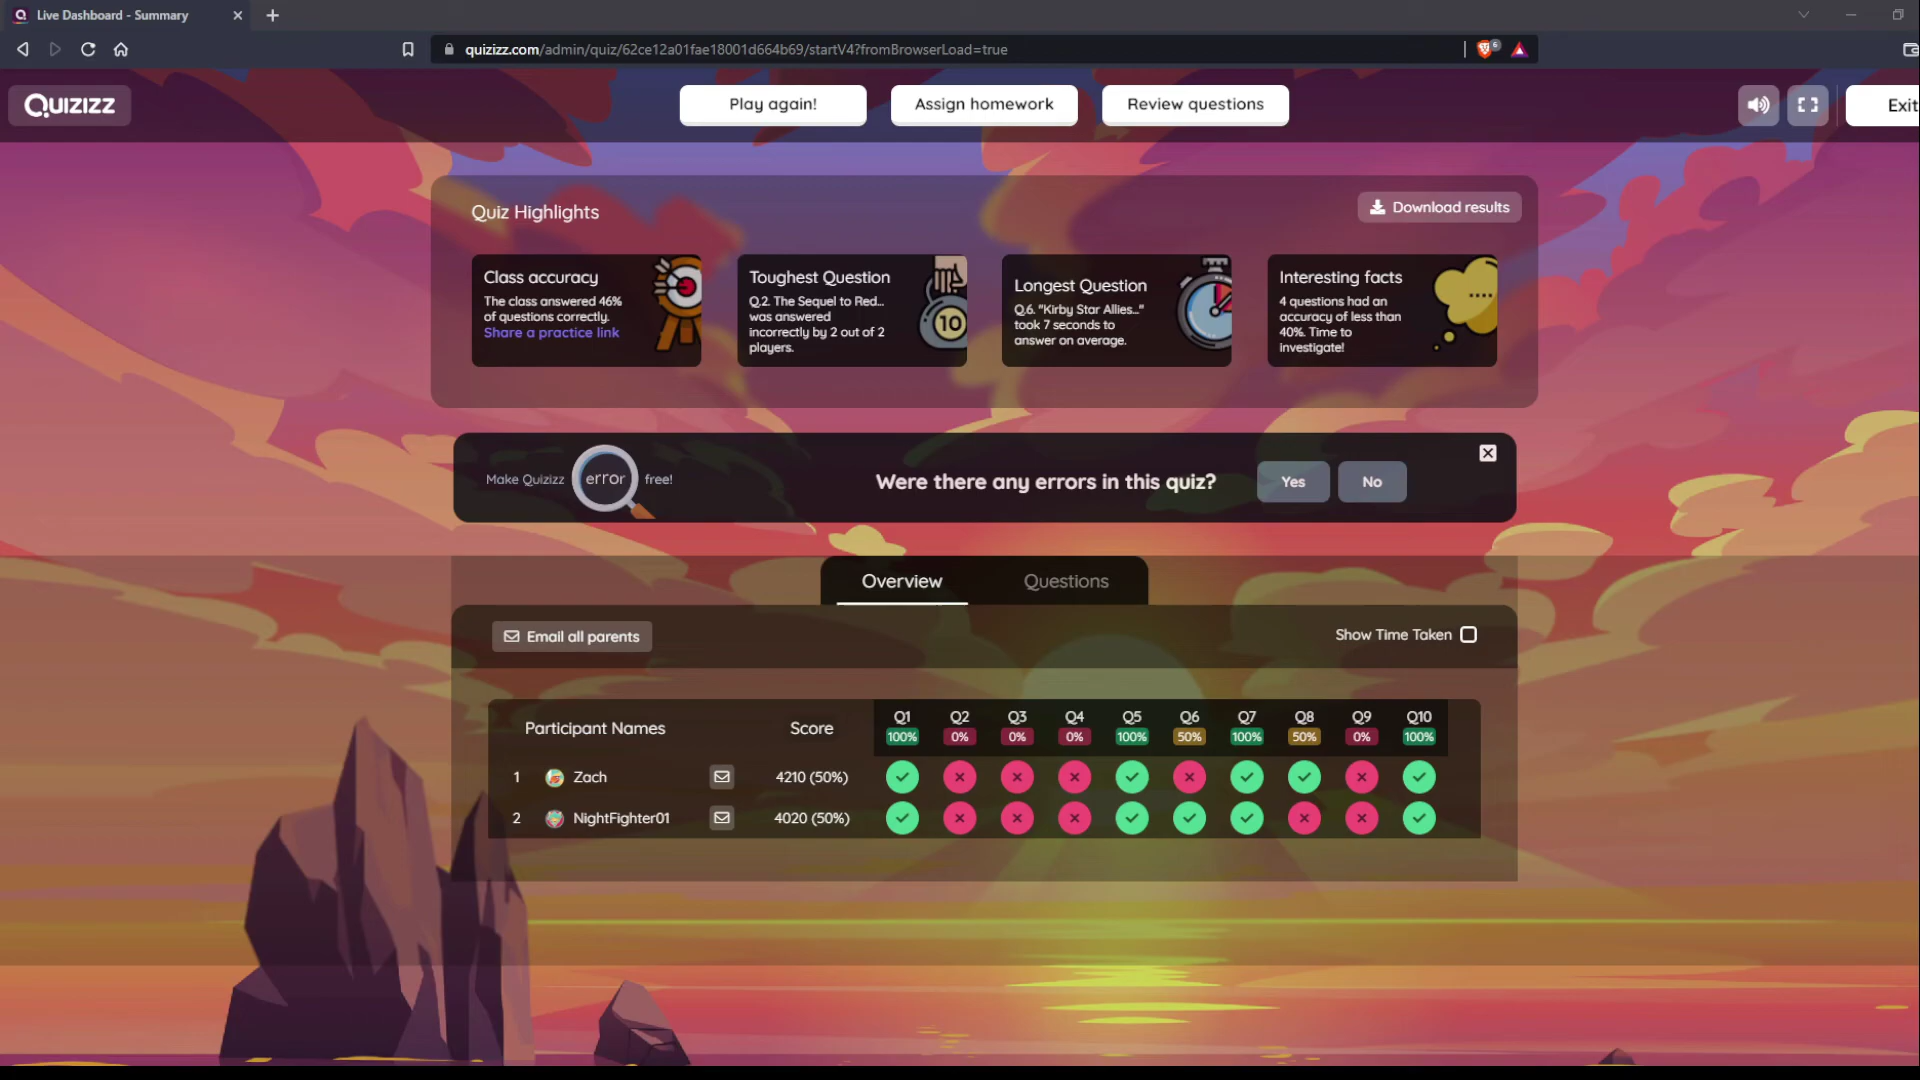 Live Dashboard - Summary
quizizz.com/admin/quiz/62ce12a01fae18001d664b69/startV4?fromBrowserLoad=true
6
QUIZIZZ
Play again!
Assign homework
Review questions
Exit
Quiz Highlights
Download results
Class accuracy
The class answered 46%
of questions correctly.
Share a practice link
Toughest Question
Q.2. The Sequel to Red...
was answered
incorrectly by 2 out of 2
players.
10
Longest Question
Q.6. "Kirby Star Allies..."
took 7 seconds to
answer on average.
Interesting facts
4 questions had an
accuracy of less than
40%. Time to
investigate!
Make Quizizz error free!
Were there any errors in this quiz?
Yes
No
Overview
Questions
Email all parents
Show Time Taken
Participant Names Score Q1 Q2 Q3 Q4 Q5 Q6 Q7 Q8 Q9 Q10
100% 0% 0% 0% 100% 50% 100% 50% 0% 100%
1 Zach 4210 (50%)
2 NightFighter01 4020 (50%)